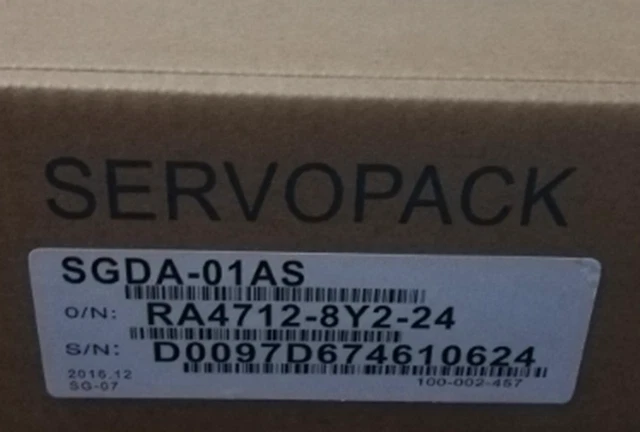 SERVOPACK
SGDA-01AS
O/N: RA4712-8Y2-24
S/N: D0097D674610624
2016.12
SG-07 100-002-457